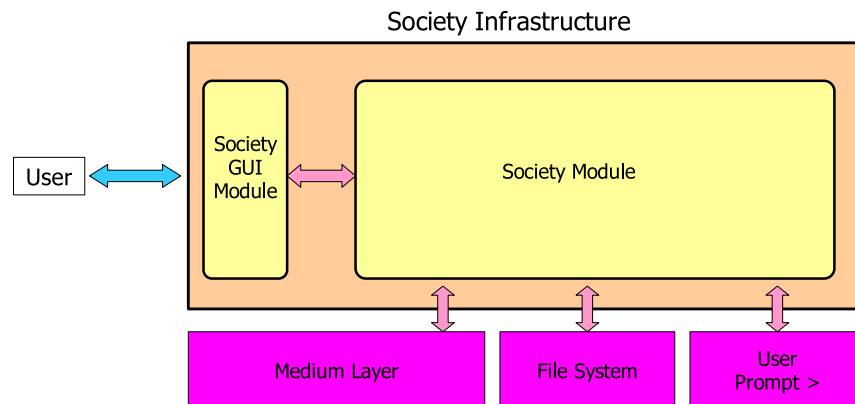 Society Infrastructure
Society
GUI
Module
Society Module
User
Medium Layer
File System
User
Prompt >